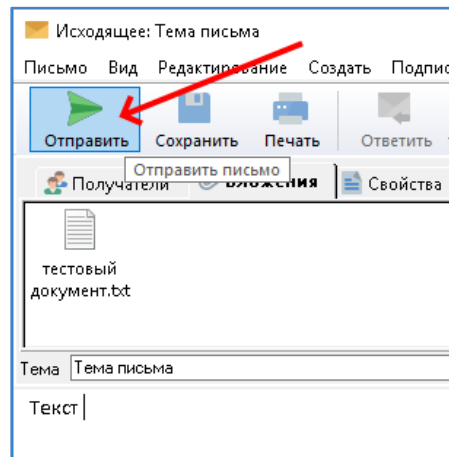 Исходящее: Тема письма
Письмо Вид Редактирование Создать Подпис
Отправить Сохранить Печать Ответить
Отправить письмо
Получатели Вложения Свойства
тестовый
документ.txt
Тема Тема письма
Текст